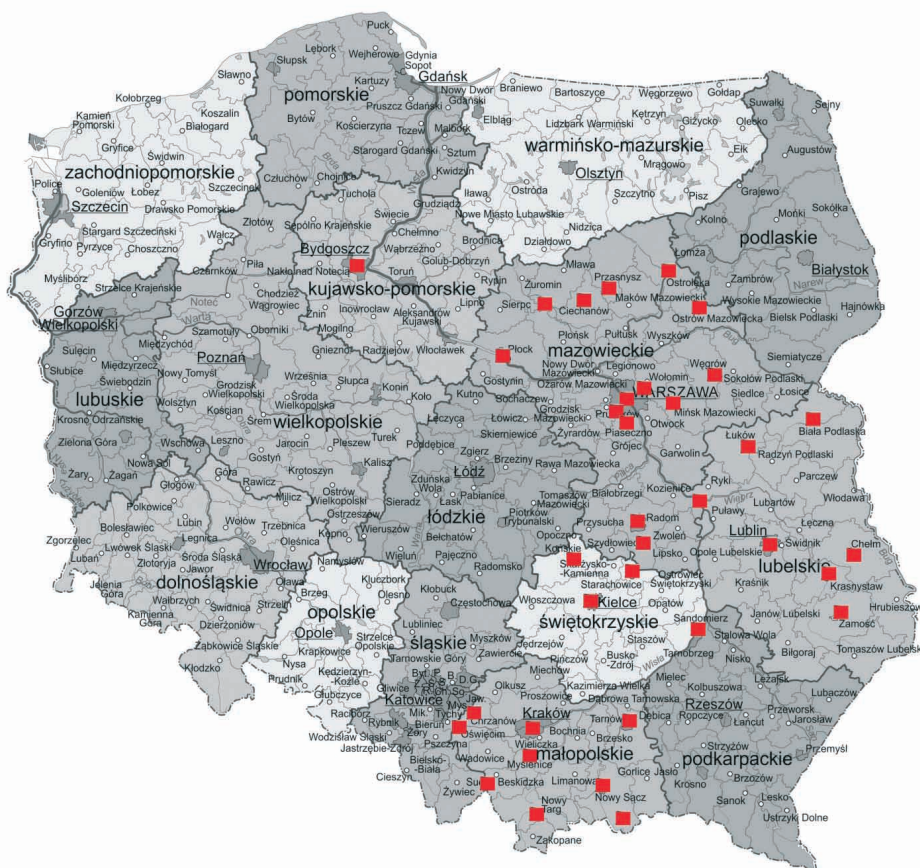 Puck
Lębork
Wejherowo
Gdynia
Sopot
Słupsk
Gdańsk
Sławno
pomorskie
Kartuzy
Pruszcz Gdański
Nowy Dwór
Gdański
Kościerzyna
Bytów
Tczew
Malbork
Starogard Gdański
Sztum
Kwidzyn
Człuchów
Chojnice
Kołobrzeg
Koszalin
Kamień
Pomorski
Białogard
Gryfice
Świdwin
zachodniopomorskie
Police
Goleniów
Łobez
Szczecinek
Szczecin
Drawsko Pomorskie
Stargard Szczeciński
Wałcz
Gryfino
Pyrzyce
Choszczno
Myślibórz
Odra
Braniewo
Bartoszyce
Węgorzewo
Gołdap
Elbląg
Lidzbark Warmiński
Kętrzyn
Giżycko
Olecko
warmińsko-mazurskie
Mrągowo
Ełk
Olsztyn
Iława
Ostróda
Szczytno
Pisz
Nowe Miasto Lubawskie
Nidzica
Działdowo
Suwałki
Sejny
Augustów
Grajewo
Kolno
Mońki
Sokółka
podlaskie
Łomża
Białystok
Zambrów
Wysokie Mazowieckie
Narew
Hajnówka
Bielsk Podlaski
Siemiatycze
Brda
Tuchola
Sępólno Krajeńskie
Świecie
Grudziądz
Chełmno
Bydgoszcz
Wąbrzeźno
Brodnica
Golub-Dobrzyń
Nakło nad Notecią
Toruń
Rypin
kujawsko-pomorskie
Lipno
Żnin
Inowrocław
Aleksandrów
Kujawski
Mogilno
Radziejów
Włocławek
Złotów
Piła
Czarnków
Chodzież
Wągrowiec
Noteć
Warta
Szamotuły
Oborniki
Międzychód
Gniezno
Poznań
Nowy Tomyśl
Września
Słupca
Konin
Koło
Grodzisk
Wielkopolski
Środa
Wielkopolska
Wolsztyn
Kościan
Śrem
wielkopolskie
Turek
Leszno
Jarocin
Pleszew
Gostyń
Kalisz
Krotoszyn
Rawicz
Ostrów
Wielkopolski
Ostrzeszów
Kępno
Strzelce Krajeńskie
Gorzów
Wielkopolski
Sulęcin
Międzyrzecz
Słubice
Świebodzin
lubuskie
Krosno Odrzańskie
Zielona Góra
Wschowa
Nowa Sól
Żary
Żagań
Mława
Przasnysz
Ostrołęka
Żuromin
Sierpc
Maków Mazowiecki
Ciechanów
Ostrów Mazowiecka
Płońsk
Pułtusk
Wyszków
Płock
mazowieckie
Bug
Nowy Dwór
Mazowiecki
Legionowo
Węgrów
Wołomin
Gostynin
Ożarów Mazowiecki
Sokołów Podlaski
WARSZAWA
Siedlce
Łosice
Sochaczew
Grodzisk
Mazowiecki
Mińsk Mazowiecki
Otwock
Piaseczno
Żyrardów
Grójec
Garwolin
Białobrzegi
Kozienice
Przysucha
Radom
Zwoleń
Szydłowiec
Lipsko
Kutno
Łęczyca
Łowicz
Skierniewice
Poddębice
Zgierz
Brzeziny
Łódź
Rawa Mazowiecka
Zduńska
Wola
Pabianice
Sieradz
Łask
Tomaszów
Mazowiecki
łódzkie
Piotrków
Trybunalski
Opoczno
Wieruszów
Bełchatów
Wieluń
Pajęczno
Radomsko
Biała Podlaska
Łuków
Radzyń Podlaski
Parczew
Ryki
Włodawa
Wieprz
Puławy
Lubartów
Lublin
Łęczna
Świdnik
Chełm
Opole Lubelskie
lubelskie
Krasnystaw
Kraśnik
Hrubieszów
Janów Lubelski
Zamość
Biłgoraj
Tomaszów Lubelski
Głogów
Góra
Polkowice
Milicz
Bolesławiec
Lubin
Wołów
Trzebnica
Zgorzelec
Legnica
Oleśnica
Lubań
Lwówek Śląski
Środa Śląska
Złotoryja
Jawor
Wrocław
dolnośląskie
Oława
Jelenia
Góra
Kamienna
Góra
Wałbrzych
Świdnica
Strzelin
Dzierżoniów
Ząbkowice Śląskie
Kłodzko
Namysłów
Kluczbork
Brzeg
Olesno
opolskie
Opole
Strzelce
Opolskie
Krapkowice
Nysa
Kędzierzyn-
Koźle
Prudnik
Głubczyce
Kłobuck
Częstochowa
Lubliniec
śląskie
Myszków
Zawiercie
Tarnowskie Góry
Gliwice
Katowice
Mik
Tychy
Racibórz
Rybnik
Bieruń
Żory
Wodzisław Śląski
Jastrzębie-Zdrój
Pszczyna
Bielsko-
Biała
Cieszyn
Żywiec
Końskie
Skarżysko-
Kamienna
Starachowice
Ostrowiec
Świętokrzyski
Włoszczowa
Kielce
Opatów
świętokrzyskie
Sandomierz
Jędrzejów
Staszów
Pińczów
Busko-
Zdrój
Wisła
Kazimierza Wielka
Miechów
Olkusz
Proszowice
Dąbrowa Tarnowska
Chrzanów
Kraków
Tarnów
Oświęcim
Bochnia
Brzesko
Wieliczka
Wadowice
małopolskie
Myślenice
Sucha Beskidzka
Limanowa
Gorlice
Nowy Sącz
Nowy
Targ
Zakopane
Stalowa Wola
Tarnobrzeg
Nisko
Mielec
Leżajsk
Kolbuszowa
Lubaczów
Rzeszów
Dębica
Ropczyce
Przeworsk
Łańcut
Jarosław
Strzyżów
Przemyśl
podkarpackie
Jasło
Brzozów
Krosno
Sanok
Lesko
Ustrzyki Dolne